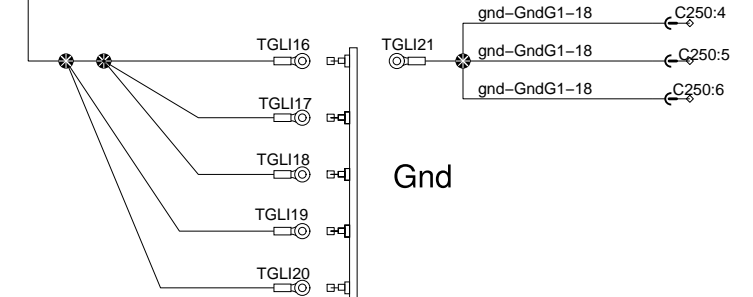 gnd–GndG1–18
C250:4
TGLI16
TGLI21
gnd–GndG1–18
C250:5
gnd–GndG1–18
C250:6
TGLI17
TGLI18
Gnd
TGLI19
TGLI20